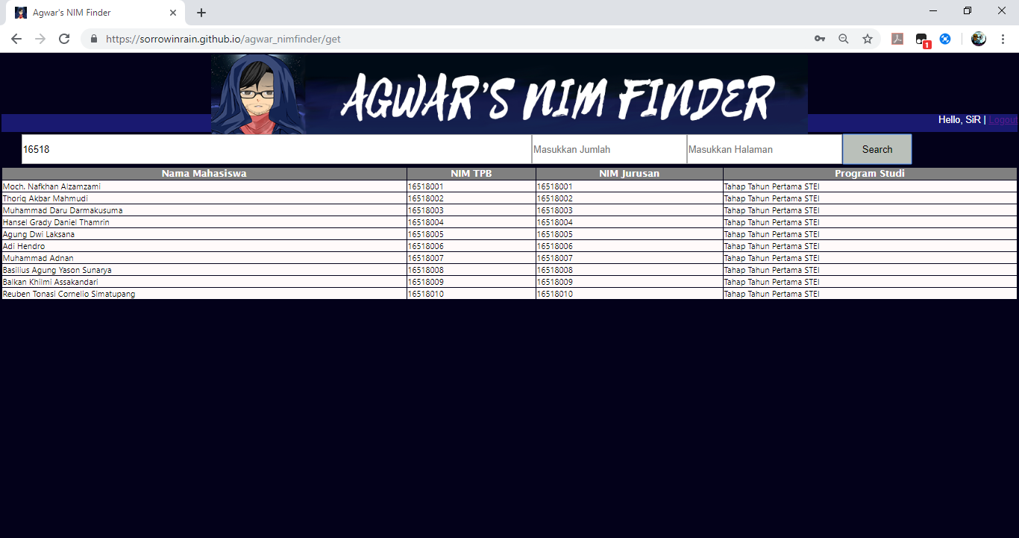 Agwar's NIM Finder
https://sorrowinrain.github.io/agwar_nimfinder/get
1
AGWAR'S NIM FINDER
Hello, SiR | Logout
16518 Masukkan Jumlah Masukkan Halaman Search
Nama Mahasiswa NIM TPB NIM Jurusan Program Studi
Moch. Nafkhan Alzamzami 16518001 16518001 Tahap Tahun Pertama STEI
Thoriq Akbar Mahmudi 16518002 16518002 Tahap Tahun Pertama STEI
Muhammad Daru Darmakusuma 16518003 16518003 Tahap Tahun Pertama STEI
Hansel Grady Daniel Thamrin 16518004 16518004 Tahap Tahun Pertama STEI
Agung Dwi Laksana 16518005 16518005 Tahap Tahun Pertama STEI
Adi Hendro 16518006 16518006 Tahap Tahun Pertama STEI
Muhammad Adnan 16518007 16518007 Tahap Tahun Pertama STEI
Basilius Agung Yason Sunarya 16518008 16518008 Tahap Tahun Pertama STEI
Balkan Khilmi Assakandari 16518009 16518009 Tahap Tahun Pertama STEI
Reuben Tonasi Cornelio Simatupang 16518010 16518010 Tahap Tahun Pertama STEI